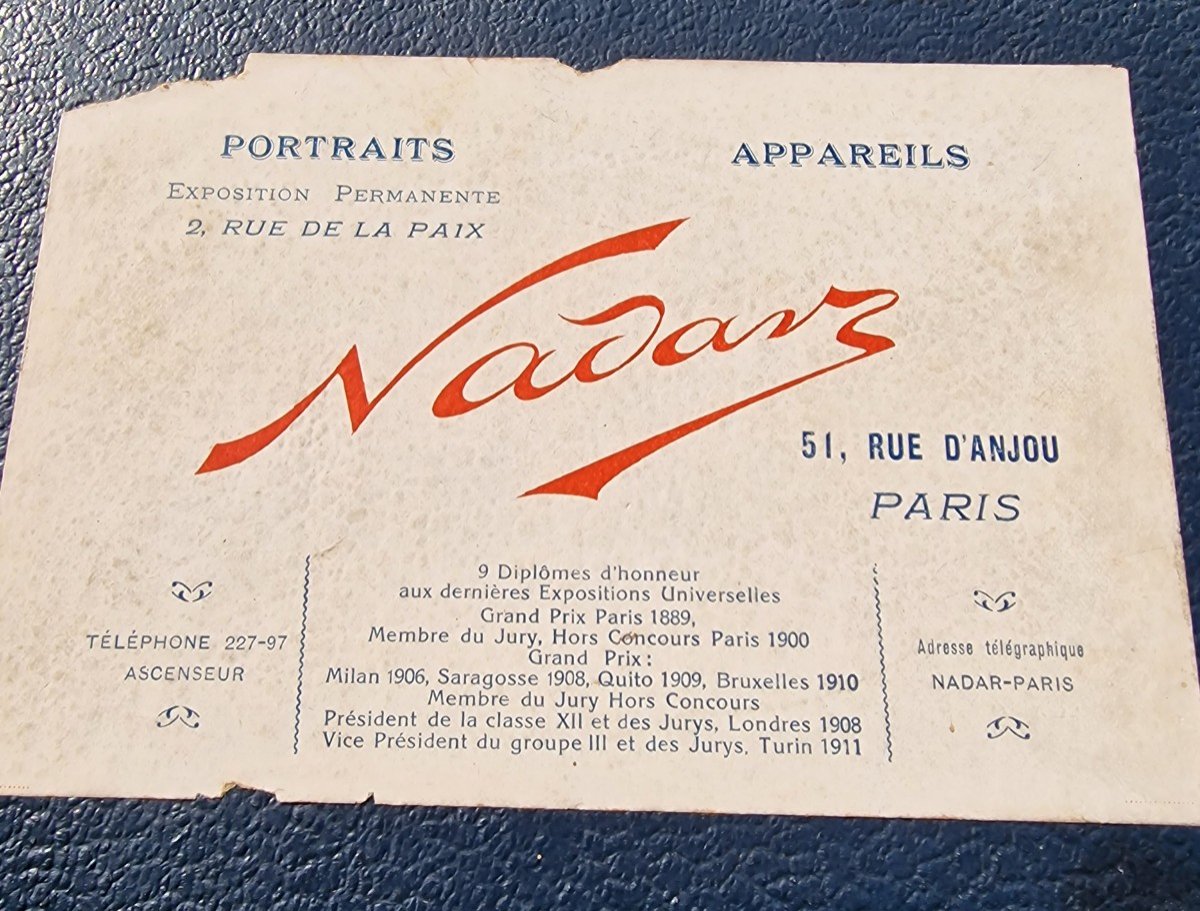 PORTRAITS
EXPOSITION PERMANENTE
2, RUE DE LA PAIX
APPAREILS
Nadar
51, RUE D'ANJOU
PARIS
TÉLÉPHONE 227-97
ASCENSEUR
9 Diplômes d'honneur
aux dernières Expositions Universelles
Grand Prix Paris 1889,
Membre du Jury, Hors Concours Paris 1900
Grand Prix:
Milan 1906, Saragosse 1908, Quito 1909, Bruxelles 1910
Membre du Jury Hors Concours
Président de la classe XII et des Jurys, Londres 1908
Vice Président du groupe III et des Jurys, Turin 1911
Adresse télégraphique
NADAR-PARIS